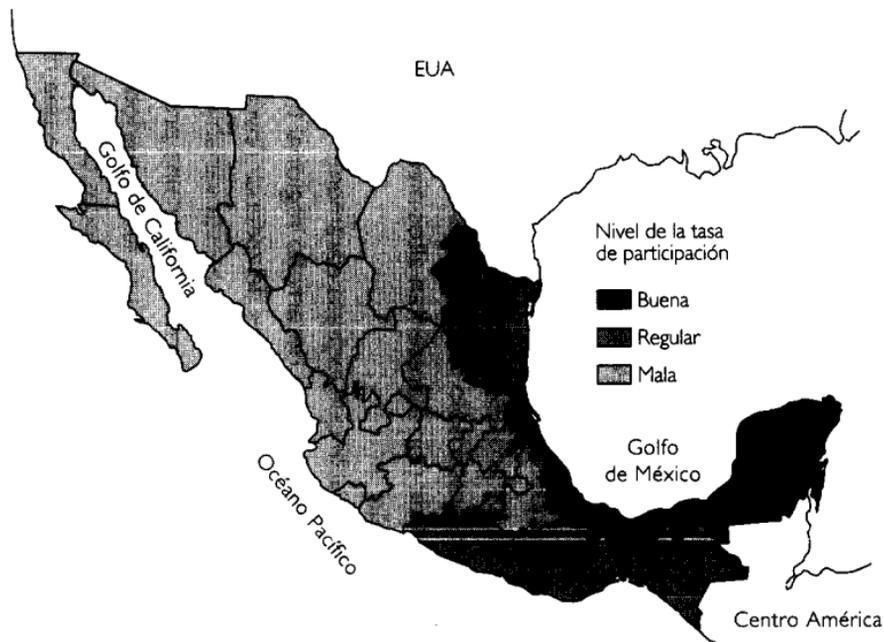 EUA
Golfo de California
Nivel de la tasa
de participación
Buena
Regular
Mala
Golfo
de México
Océano Pacífico
Centro América